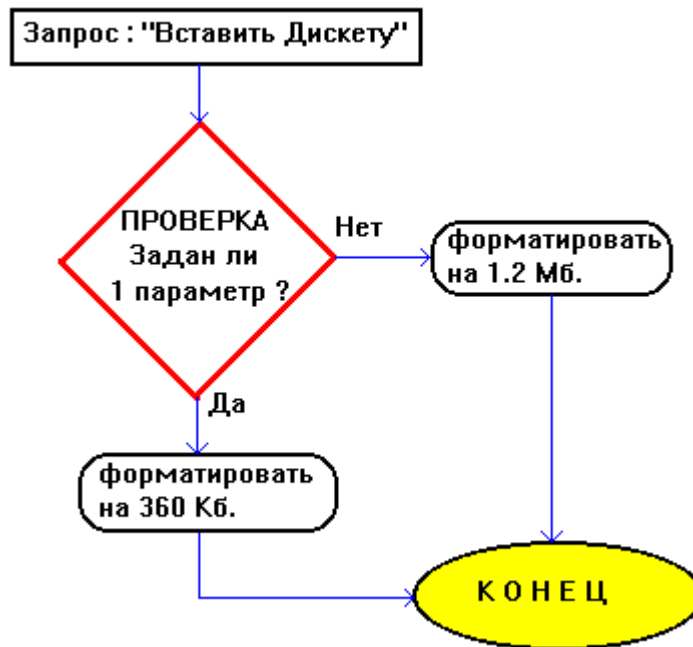 Запрос : "Вставить Дискету"
ПРОВЕРКА
Задан ли
1 параметр ?
Нет
форматировать
на 1.2 Мб.
Да
форматировать
на 360 Кб.
К О Н Е Ц